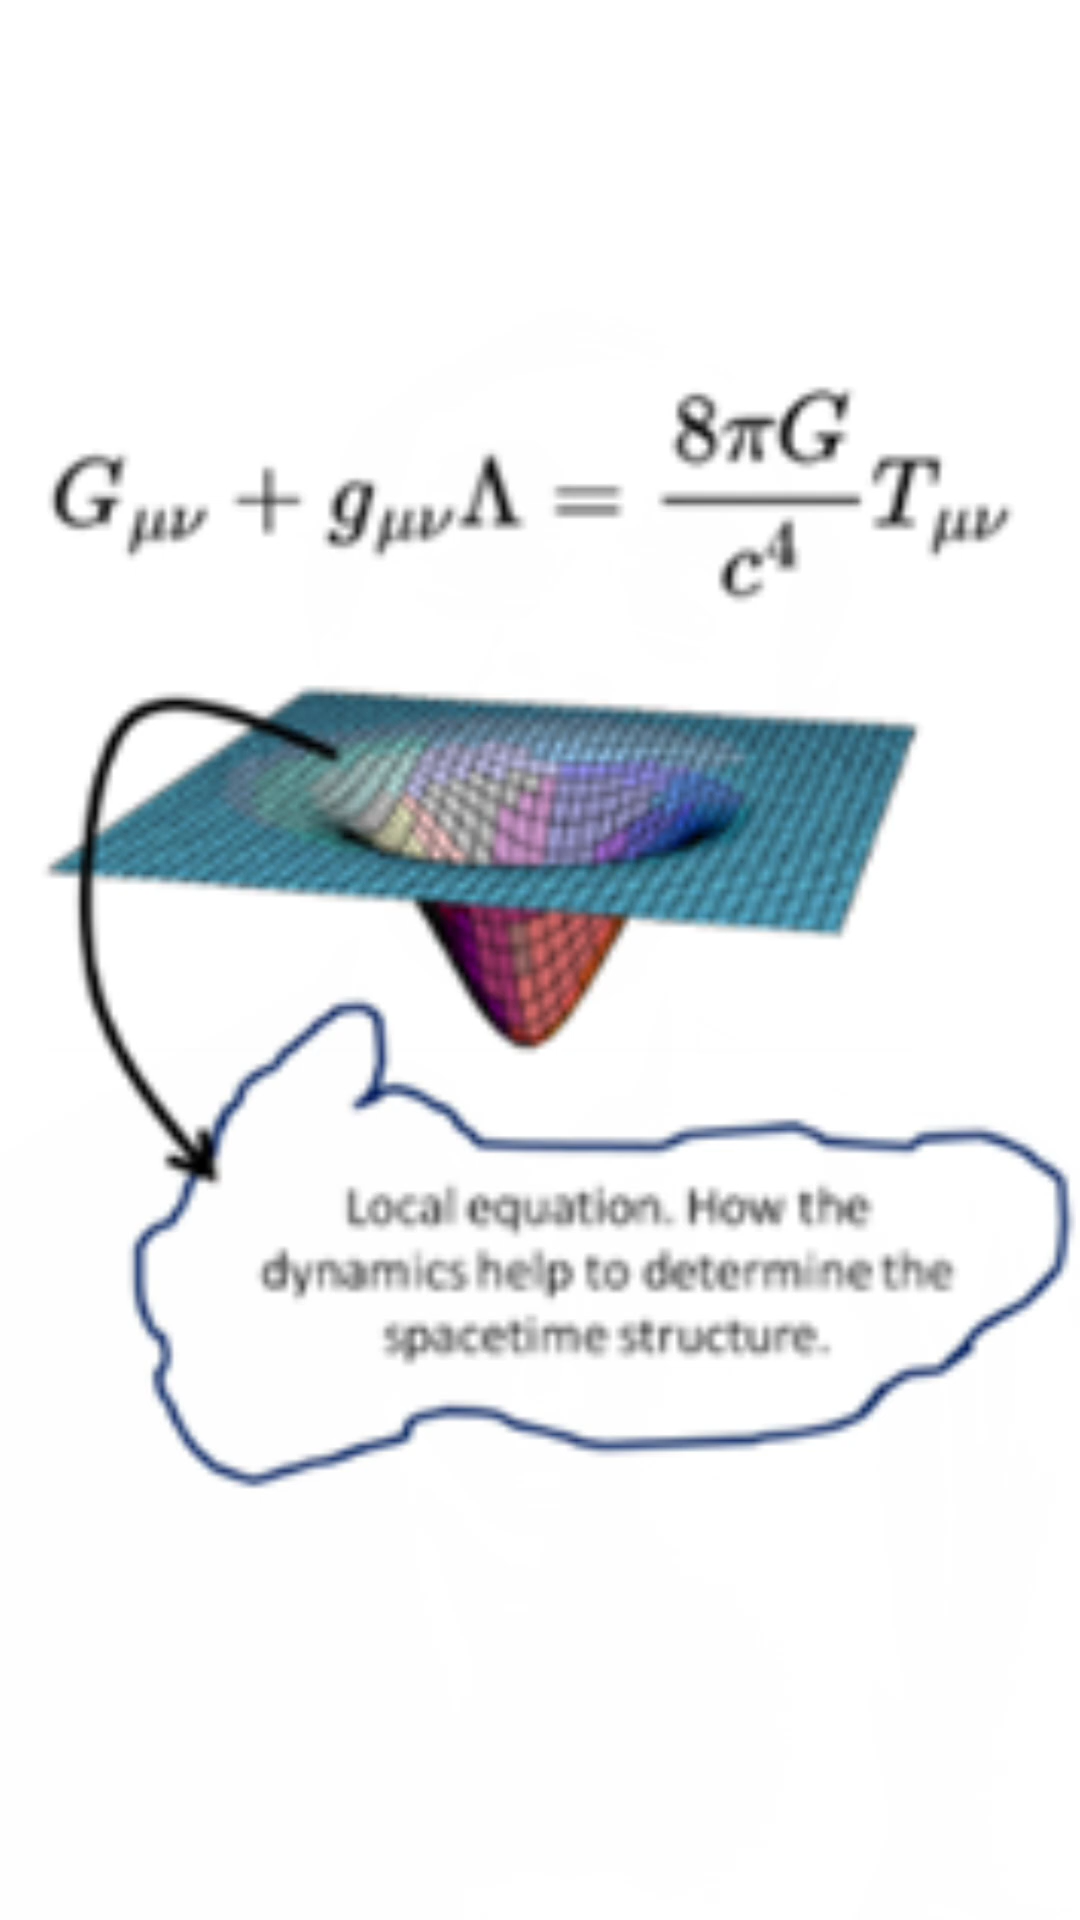 G_{μν} + g_{μν}Λ = \frac{8πG}{c^4} T_{μν}
Local equation. How the
dynamics help to determine the
spacetime structure.